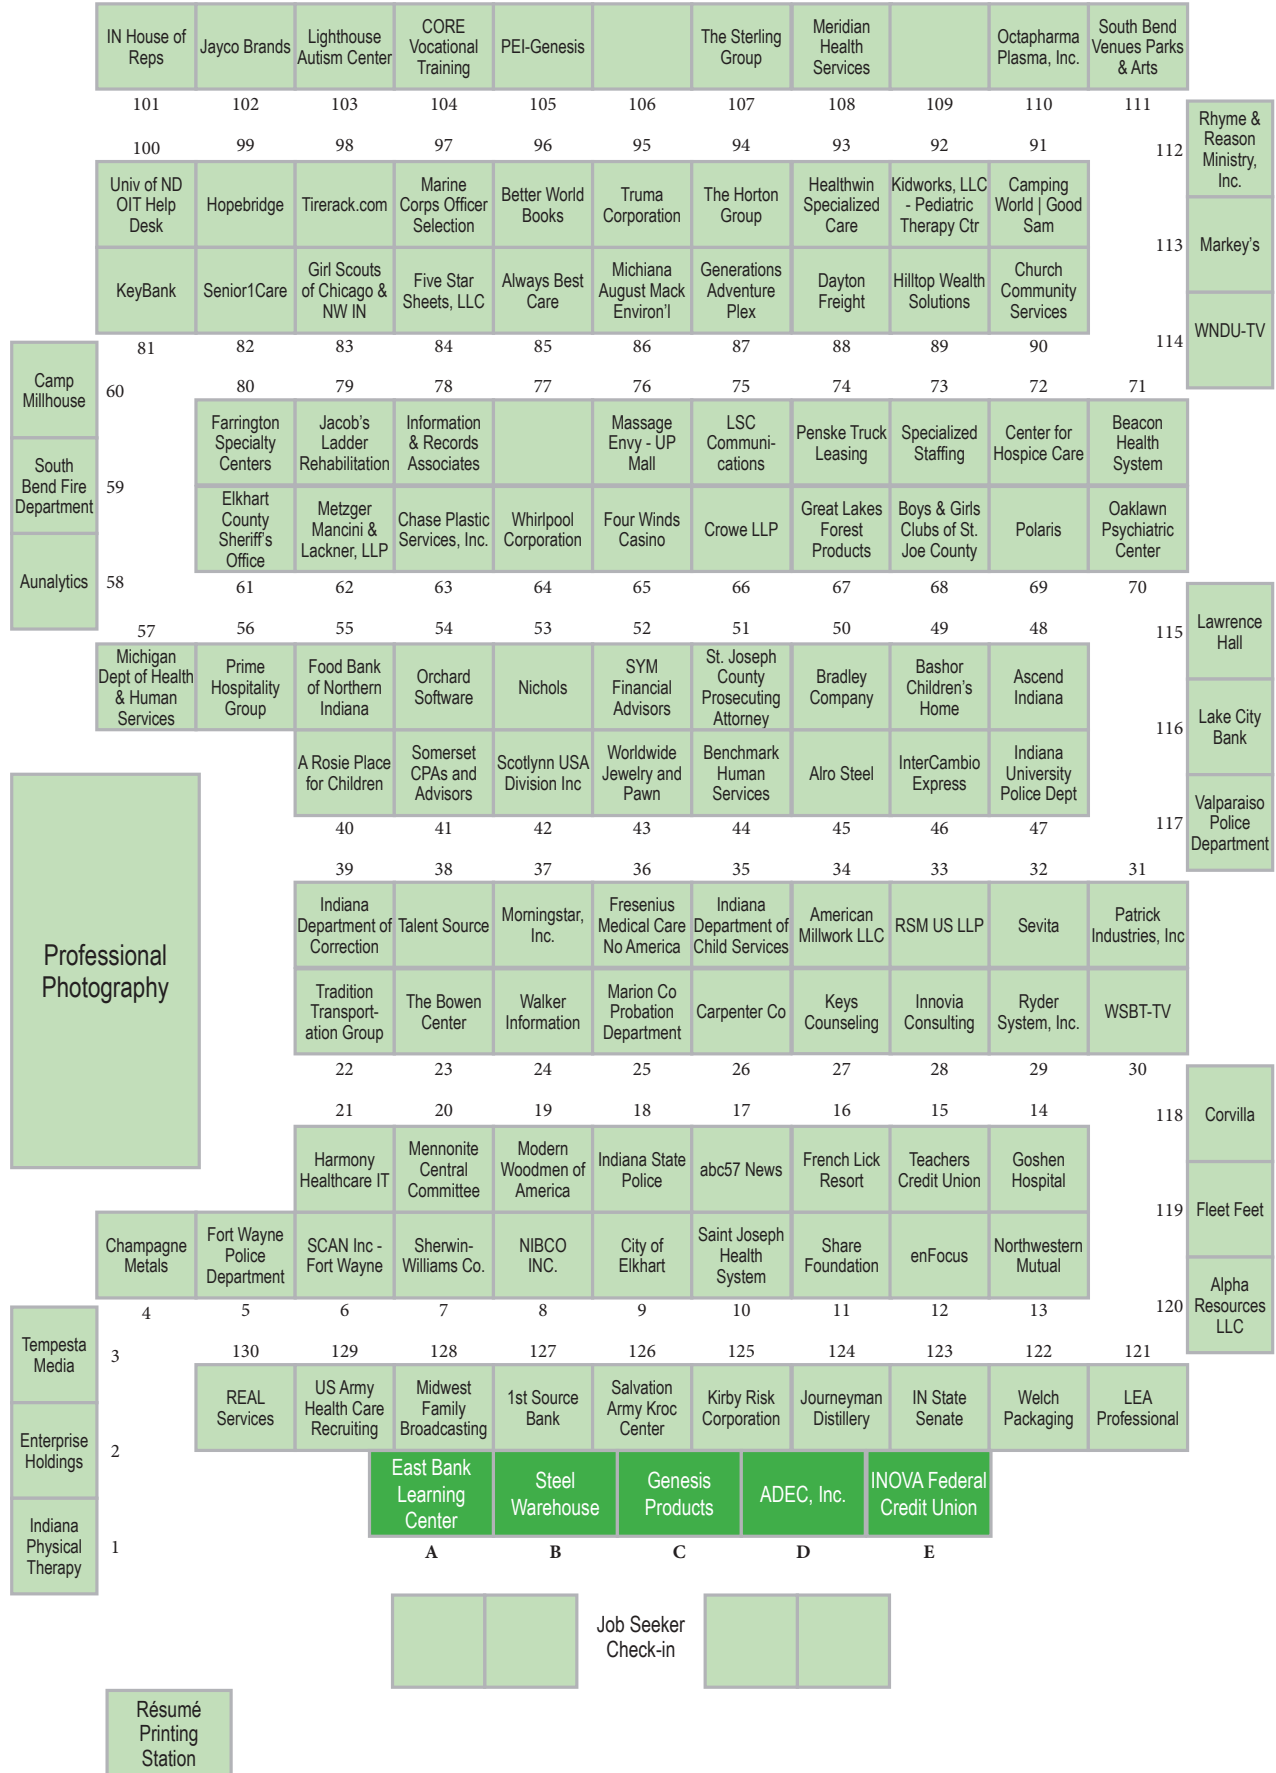 IN House of
Reps
Jayco Brands
Lighthouse
Autism Center
CORE
Vocational
Training
PEI-Genesis
The Sterling
Group
Meridian
Health
Services
Octapharma
Plasma, Inc.
South Bend
Venues Parks
& Arts
101 102 103 104 105 106 107 108 109 110 111
Rhyme &
Reason
Ministry,
Inc.
112
100 99 98 97 96 95 94 93 92 91
Univ of ND
OIT Help
Desk
Hopebridge
Tirerack.com
Marine
Corps Officer
Selection
Better World
Books
Truma
Corporation
The Horton
Group
Healthwin
Specialized
Care
Kidworks, LLC
- Pediatric
Therapy Ctr
Camping
World | Good
Sam
113
Markey's
KeyBank
Senior1Care
Girl Scouts
of Chicago &
NW IN
Five Star
Sheets, LLC
Always Best
Care
Michiana
August Mack
Environ'l
Generations
Adventure
Plex
Dayton
Freight
Hilltop Wealth
Solutions
Church
Community
Services
114
WNDU-TV
81 82 83 84 85 86 87 88 89 90
Camp
Millhouse
60
80 79 78 77 76 75 74 73 72 71
Farrington
Specialty
Centers
Jacob's
Ladder
Rehabilitation
Information
& Records
Associates
Massage
Envy - UP
Mall
LSC
Communi-
cations
Penske Truck
Leasing
Specialized
Staffing
Center for
Hospice Care
Beacon
Health
System
South
Bend Fire
Department
59
Elkhart
County
Sheriff's
Office
Metzger
Mancini &
Lackner, LLP
Chase Plastic
Services, Inc.
Whirlpool
Corporation
Four Winds
Casino
Crowe LLP
Great Lakes
Forest
Products
Boys & Girls
Clubs of St.
Joe County
Polaris
Oaklawn
Psychiatric
Center
Aunalytics
58
61 62 63 64 65 66 67 68 69 70
57 56 55 54 53 52 51 50 49 48
115
Lawrence
Hall
Michigan
Dept of Health
& Human
Services
Prime
Hospitality
Group
Food Bank
of Northern
Indiana
Orchard
Software
Nichols
SYM
Financial
Advisors
St. Joseph
County
Prosecuting
Attorney
Bradley
Company
Bashor
Children's
Home
Ascend
Indiana
116
Lake City
Bank
A Rosie Place
for Children
Somerset
CPAs and
Advisors
Scotlynn USA
Division Inc
Worldwide
Jewelry and
Pawn
Benchmark
Human
Services
Alro Steel
InterCambio
Express
Indiana
University
Police Dept
117
Valparaiso
Police
Department
40 41 42 43 44 45 46 47
39 38 37 36 35 34 33 32 31
Professional
Photography
Indiana
Department of
Correction
Talent Source
Morningstar,
Inc.
Fresenius
Medical Care
No America
Indiana
Department of
Child Services
American
Millwork LLC
RSM US LLP
Sevita
Patrick
Industries, Inc
Tradition
Transport-
ation Group
The Bowen
Center
Walker
Information
Marion Co
Probation
Department
Carpenter Co
Keys
Counseling
Innovia
Consulting
Ryder
System, Inc.
WSBT-TV
22 23 24 25 26 27 28 29 30
21 20 19 18 17 16 15 14
118
Corvilla
Harmony
Healthcare IT
Mennonite
Central
Committee
Modern
Woodmen of
America
Indiana State
Police
abc57 News
French Lick
Resort
Teachers
Credit Union
Goshen
Hospital
119
Fleet Feet
Champagne
Metals
Fort Wayne
Police
Department
SCAN Inc -
Fort Wayne
Sherwin-
Williams Co.
NIBCO
INC.
City of
Elkhart
Saint Joseph
Health
System
Share
Foundation
enFocus
Northwestern
Mutual
120
Alpha
Resources
LLC
4 5 6 7 8 9 10 11 12 13
Tempesta
Media
3
130 129 128 127 126 125 124 123 122 121
REAL
Services
US Army
Health Care
Recruiting
Midwest
Family
Broadcasting
1st Source
Bank
Salvation
Army Kroc
Center
Kirby Risk
Corporation
Journeyman
Distillery
IN State
Senate
Welch
Packaging
LEA
Professional
Enterprise
Holdings
2
East Bank
Learning
Center
Steel
Warehouse
Genesis
Products
ADEC, Inc.
INOVA Federal
Credit Union
Indiana
Physical
Therapy
1
A B C D E
Job Seeker
Check-in
Résumé
Printing
Station